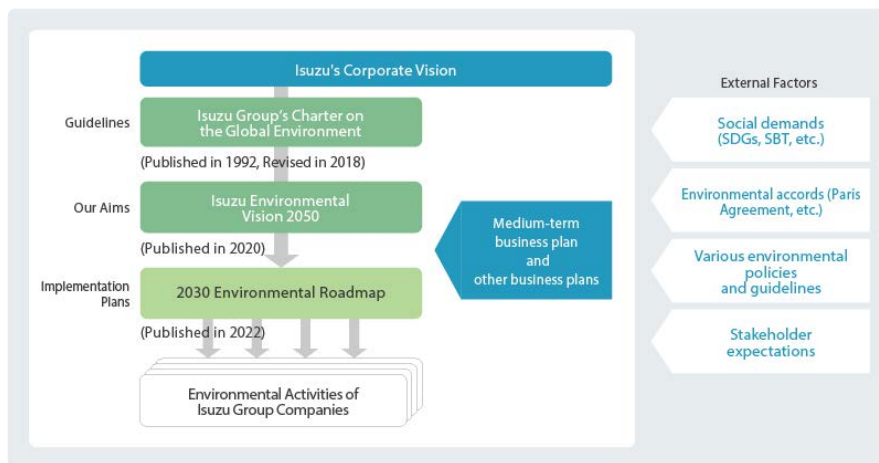 Isuzu's Corporate Vision
Guidelines
Isuzu Group's Charter on
the Global Environment
(Published in 1992, Revised in 2018)
Our Aims
Isuzu Environmental
Vision 2050
(Published in 2020)
Implementation
Plans
2030 Environmental Roadmap
(Published in 2022)
Environmental Activities of
Isuzu Group Companies
Medium-term
business plan
and
other business plans
External Factors
Social demands
(SDGs, SBT, etc.)
Environmental accords (Paris
Agreement, etc.)
Various environmental
policies
and guidelines
Stakeholder
expectations